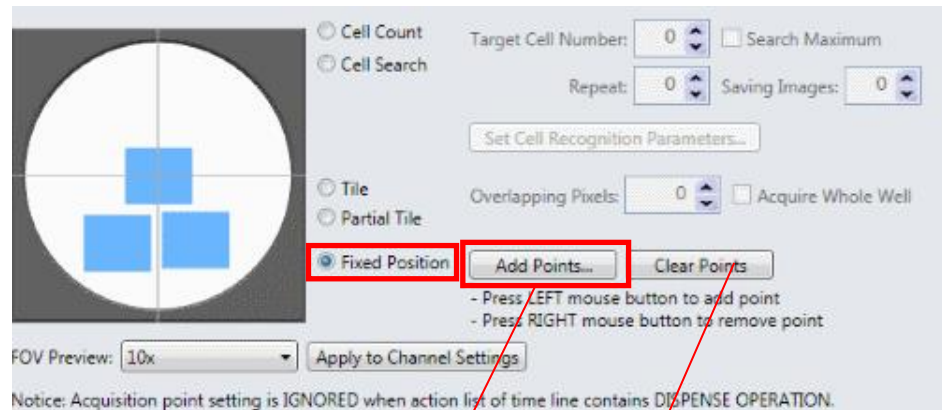 Cell Count
Target Cell Number: 0 Search Maximum
Cell Search
Repeat: 0 Saving Images: 0
Set Cell Recognition Parameters...
Tile
Overlapping Pixels: 0 Acquire Whole Well
Partial Tile
Fixed Position Add Points... Clear Points
- Press LEFT mouse button to add point
- Press RIGHT mouse button to remove point
FOV Preview: 10x Apply to Channel Settings
Notice: Acquisition point setting is IGNORED when action list of time line contains DISPENSE OPERATION.